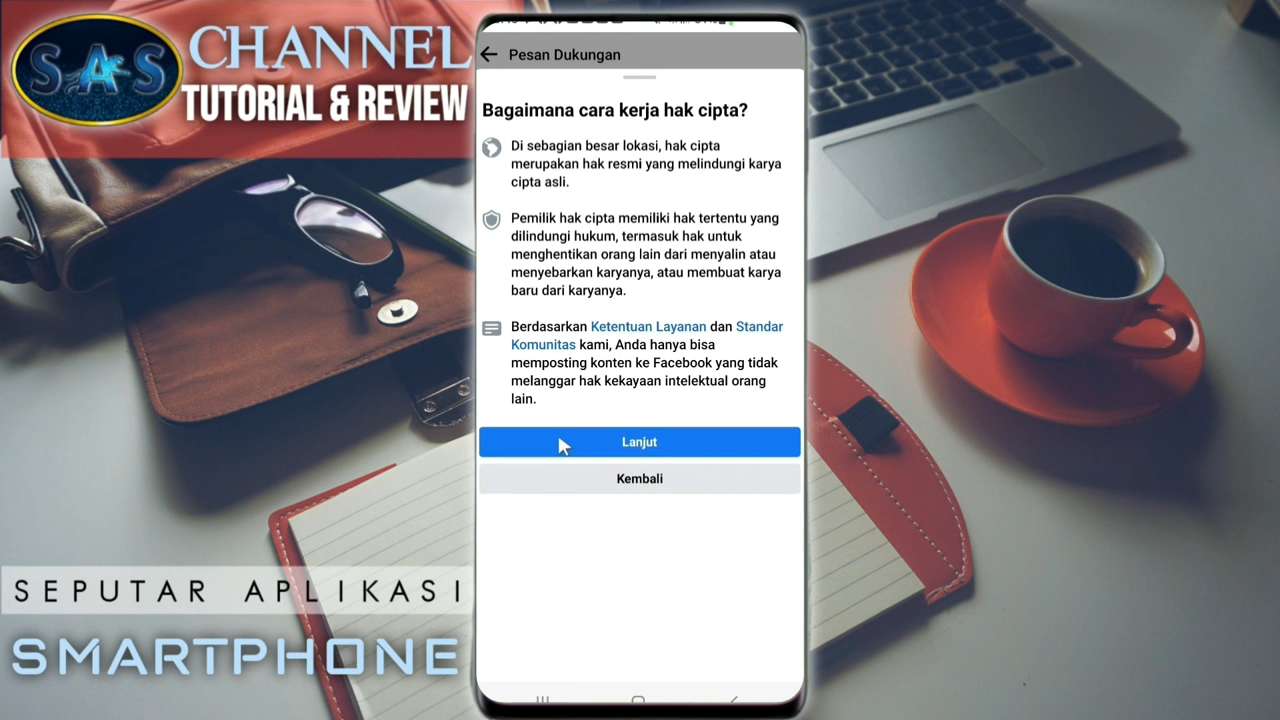 SAS
CHANNEL
TUTORIAL & REVIEW
Pesan Dukungan
Bagaimana cara kerja hak cipta?
Di sebagian besar lokasi, hak cipta
merupakan hak resmi yang melindungi karya
cipta asli.
Pemilik hak cipta memiliki hak tertentu yang
dilindungi hukum, termasuk hak untuk
menghentikan orang lain dari menyalin atau
menyebarkan karyanya, atau membuat karya
baru dari karyanya.
Berdasarkan Ketentuan Layanan dan Standar
Komunitas kami, Anda hanya bisa
memposting konten ke Facebook yang tidak
melanggar hak kekayaan intelektual orang
lain.
Lanjut
Kembali
SEPUTAR APLIKASI
SMARTPHONE